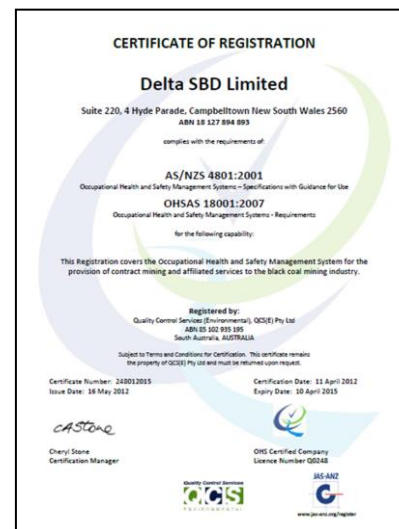 CERTIFICATE OF REGISTRATION
Delta SBD Limited
Suite 220, 4 Hyde Parade, Campbelltown New South Wales 2560
ABN 18 127 894 893
complies with the requirements of:
AS/NZS 4801:2001
Occupational Health and Safety Management Systems – Specifications with Guidance for Use
OHSAS 18001:2007
Occupational Health and Safety Management Systems - Requirements
for the following capability:
This Registration covers the Occupational Health and Safety Management System for the
provision of contract mining and affiliated services to the black coal mining industry.
Registered by:
Quality Control Services (Environmental), QCS(E) Pty Ltd
ABN 85 102 935 195
South Australia, AUSTRALIA
Subject to Terms and Conditions for Certification. This certificate remains
the property of QCS(E) Pty Ltd and must be returned upon request.
Certificate Number: 248012015
Issue Date: 16 May 2012
Certification Date: 11 April 2012
Expiry Date: 10 April 2015
CAStone
Cheryl Stone
Certification Manager
OHS Certified Company
Licence Number Q0248
Quality Control Services
QCS
Environmental
JAS-ANZ
www.jas-anz.org/register